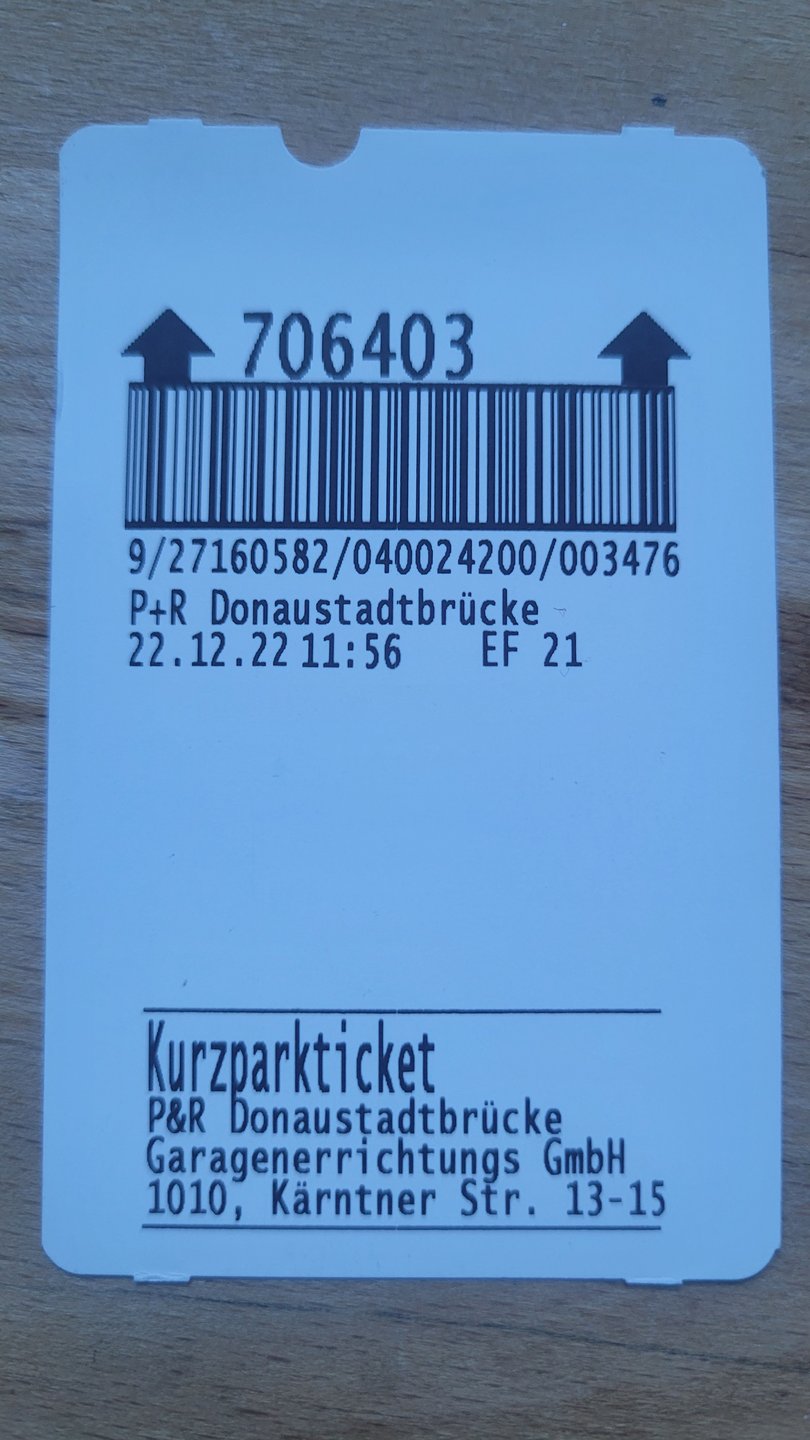 706403
9/27160582/040024200/003476
P+R Donaustadtbrücke
22.12.22 11:56 EF 21
Kurzparkticket
P&R Donaustadtbrücke
Garagenerrichtungs GmbH
1010, Kärntner Str. 13-15